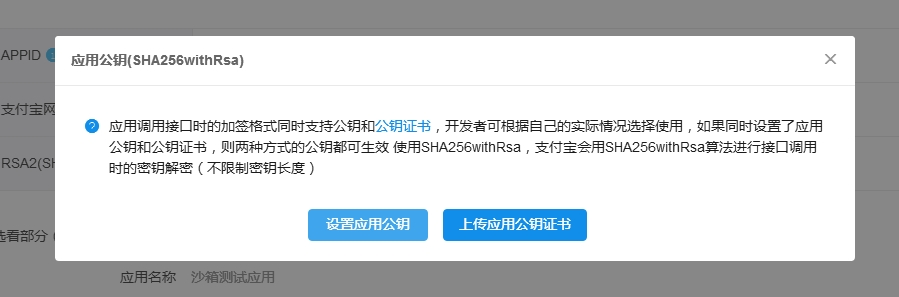 应用公钥(SHA256withRsa)
APPID
支付宝网
应用调用接口时的加签格式同时支持公钥和公钥证书，开发者可根据自己的实际情况选择使用，如果同时设置了应用
公钥和公钥证书，则两种方式的公钥都可生效 使用SHA256withRsa，支付宝会用SHA256withRsa算法进行接口调用
时的密钥解密（不限制密钥长度）
RSA2(SH
设置应用公钥
上传应用公钥证书
选看部分（
应用名称 沙箱测试应用